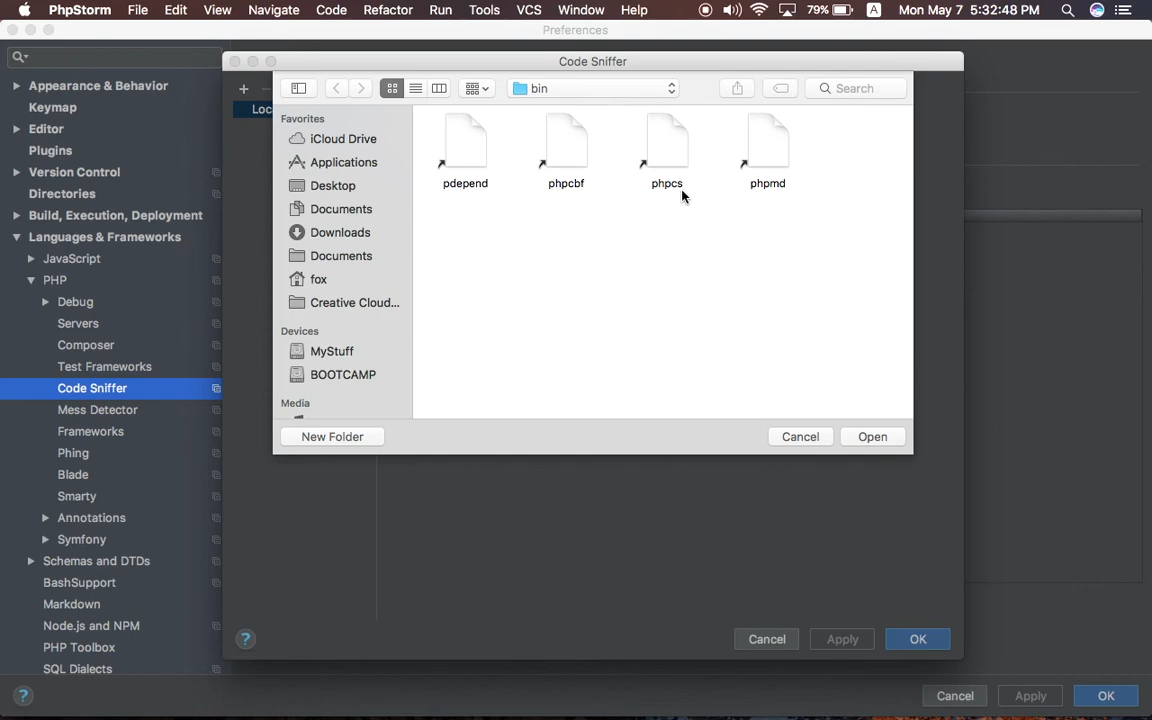 PhpStorm File Edit View Navigate Code Refactor Run Tools VCS Window Help 79% A Mon May 7 5:32:48 PM
Preferences
Code Sniffer
Appearance & Behavior
Keymap
Editor
Plugins
Version Control
Directories
Build, Execution, Deployment
Languages & Frameworks
JavaScript
PHP
Debug
Servers
Composer
Test Frameworks
Code Sniffer
Mess Detector
Frameworks
Phing
Blade
Smarty
Annotations
Symfony
Schemas and DTDs
BashSupport
Markdown
Node.js and NPM
PHP Toolbox
SQL Dialects
?
+ −
Loc
bin
Search
Favorites
iCloud Drive
Applications
Desktop
Documents
Downloads
Documents
fox
Creative Cloud...
Devices
MyStuff
BOOTCAMP
Media
pdepend phpcbf phpcs phpmd
New Folder Cancel Open
? Cancel Apply OK
Cancel Apply OK